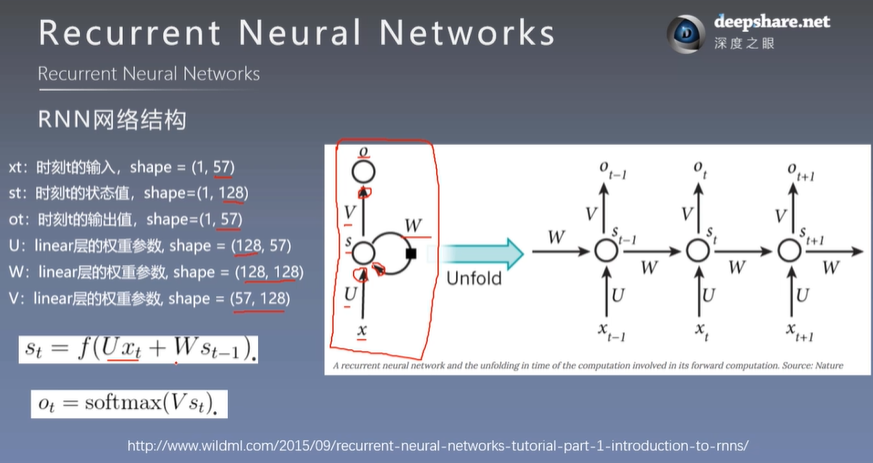 Recurrent Neural Networks
deepshare.net
深度之眼
Recurrent Neural Networks
RNN网络结构
xt：时刻t的输入，shape = (1, 57)
st：时刻t的状态值，shape=(1, 128)
ot：时刻t的输出值，shape=(1, 57)
U：linear层的权重参数, shape = (128, 57)
W：linear层的权重参数, shape = (128, 128)
V：linear层的权重参数, shape = (57, 128)
s_t = f(Ux_t + Ws_{t−1}).
o_t = softmax(Vs_t).
o
V
W
s
U
x
Unfold
o_{t-1} o_t o_{t+1}
V V V
W s_{t-1} s_t s_{t+1}
W W W
U U U
x_{t-1} x_t x_{t+1}
A recurrent neural network and the unfolding in time of the computation involved in its forward computation. Source: Nature
http://www.wildml.com/2015/09/recurrent-neural-networks-tutorial-part-1-introduction-to-rnns/